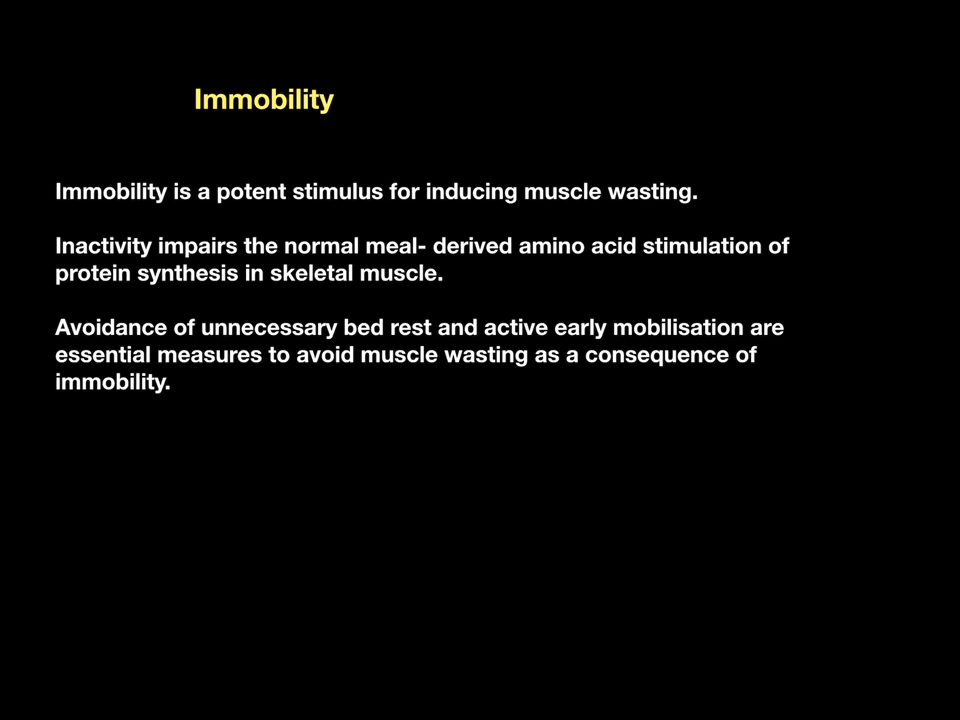 Immobility
Immobility is a potent stimulus for inducing muscle wasting.
Inactivity impairs the normal meal- derived amino acid stimulation of
protein synthesis in skeletal muscle.
Avoidance of unnecessary bed rest and active early mobilisation are
essential measures to avoid muscle wasting as a consequence of
immobility.